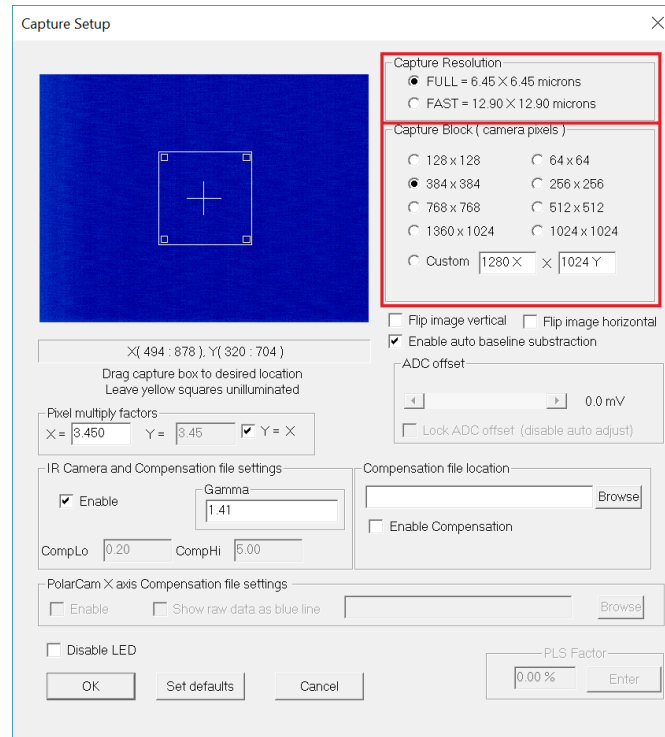 Capture Setup
Capture Resolution
FULL = 6.45 X 6.45 microns
FAST = 12.90 X 12.90 microns
Capture Block ( camera pixels )
128 x 128
64 x 64
384 x 384
256 x 256
768 x 768
512 x 512
1360 x 1024
1024 x 1024
Custom 1280 X X 1024 Y
Flip image vertical Flip image horizontal
Enable auto baseline substraction
X( 494 : 878 ), Y( 320 : 704 )
Drag capture box to desired location
Leave yellow squares unilluminated
ADC offset
0.0 mV
Lock ADC offset (disable auto adjust)
Pixel multiply factors
X = 3.450 Y = 3.45 Y = X
IR Camera and Compensation file settings
Enable
Gamma
1.41
CompLo 0.20 CompHi 5.00
Compensation file location
Browse
Enable Compensation
PolarCam X axis Compensation file settings
Enable Show raw data as blue line Browse
Disable LED
OK Set defaults Cancel
PLS Factor
0.00 % Enter